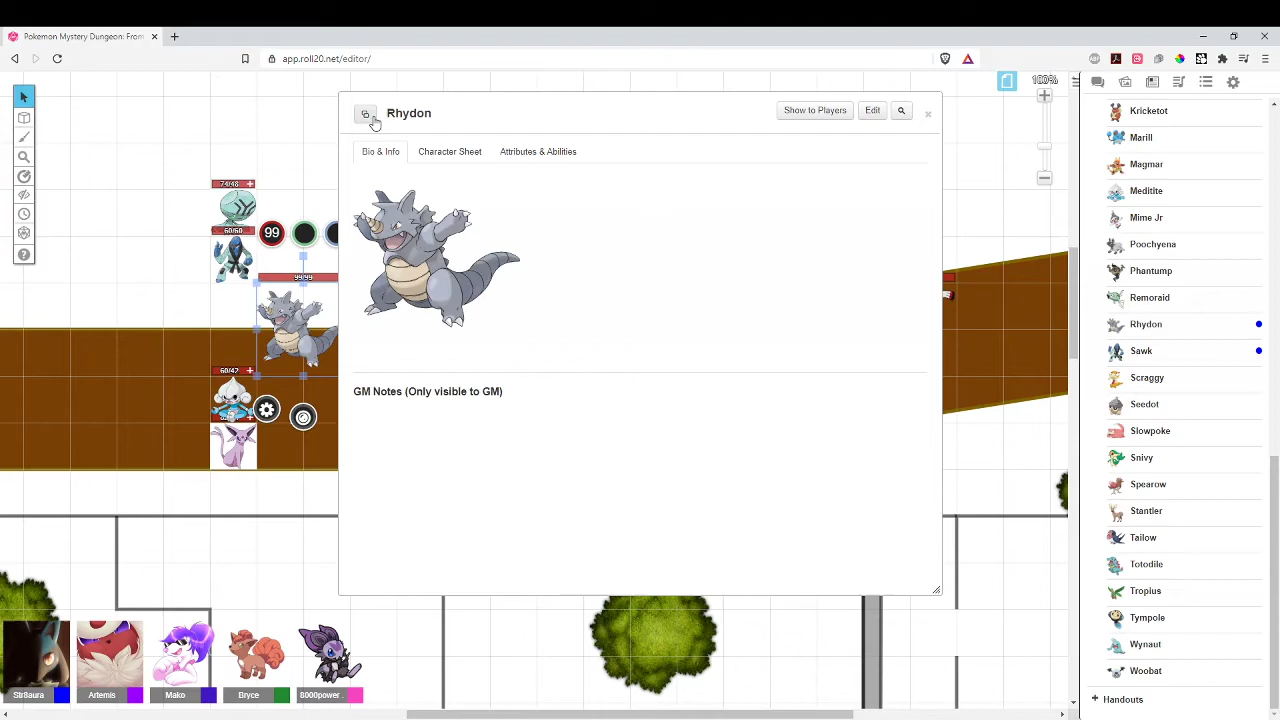 Pokemon Mystery Dungeon: From
app.roll20.net/editor/
100%
Rhydon
Show to Players
Edit
Bio & Info
Character Sheet
Attributes & Abilities
GM Notes (Only visible to GM)
74/48
60/60
99
99/99
60/42
Str8aura
Artemis
Mako
Bryce
8000power
Kricketot
Marill
Magmar
Meditite
Mime Jr
Poochyena
Phantump
Remoraid
Rhydon
Sawk
Scraggy
Seedot
Slowpoke
Snivy
Spearow
Stantler
Tailow
Totodile
Tropius
Tympole
Wynaut
Woobat
Handouts